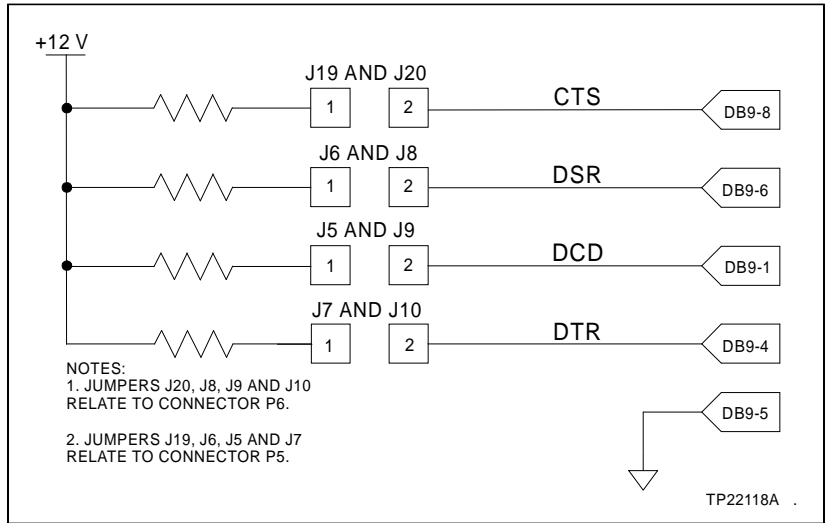 +12 V
J19 AND J20
1 2 CTS DB9-8
J6 AND J8
1 2 DSR DB9-6
J5 AND J9
1 2 DCD DB9-1
J7 AND J10
1 2 DTR DB9-4
NOTES:
1. JUMPERS J20, J8, J9 AND J10
RELATE TO CONNECTOR P6.
DB9-5
2. JUMPERS J19, J6, J5 AND J7
RELATE TO CONNECTOR P5.
TP22118A .